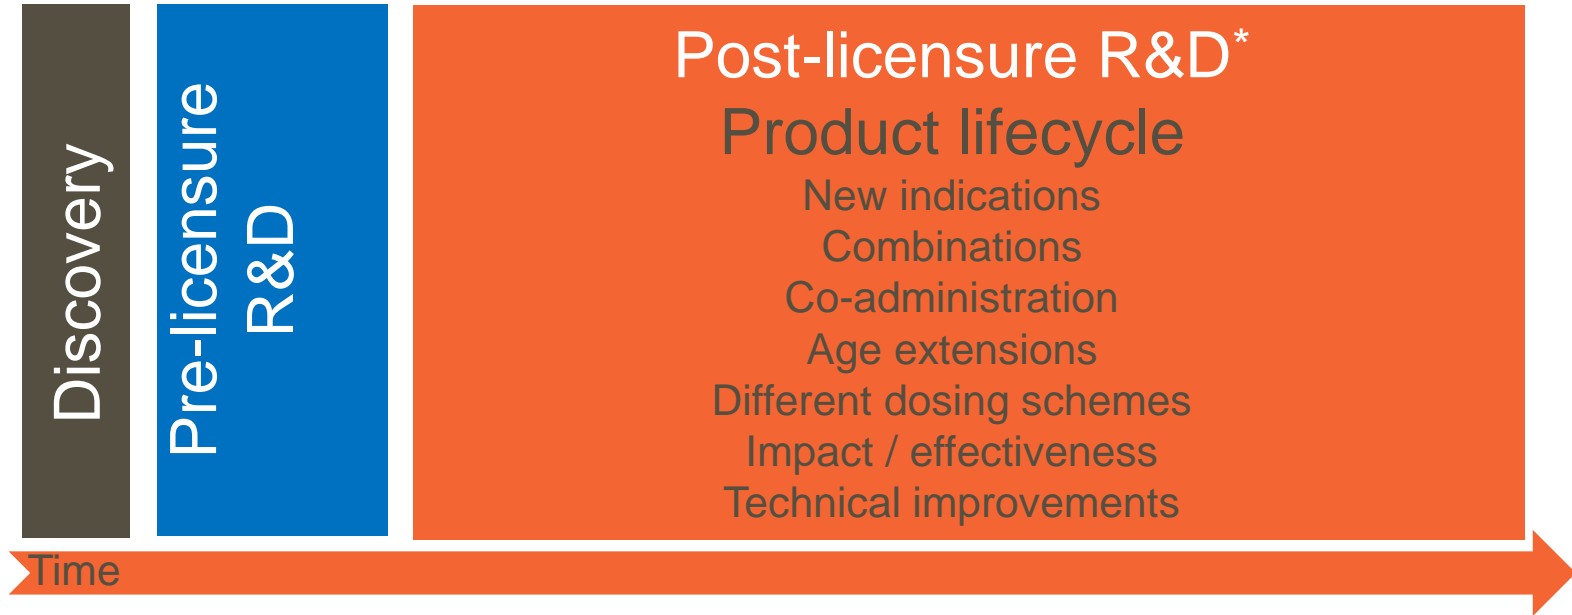 Discovery
Pre-licensure
R&D
Post-licensure R&D*
Product lifecycle
New indications
Combinations
Co-administration
Age extensions
Different dosing schemes
Impact / effectiveness
Technical improvements
Time